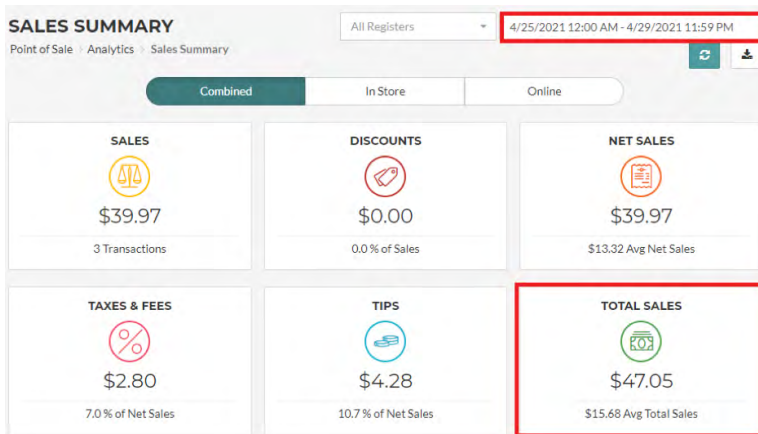 SALES SUMMARY
All Registers
4/25/2021 12:00 AM - 4/29/2021 11:59 PM
Point of Sale
Analytics
Sales Summary
Combined
In Store
Online
SALES
$39.97
3 Transactions
DISCOUNTS
$0.00
0.0 % of Sales
NET SALES
$39.97
$13.32 Avg Net Sales
TAXES & FEES
$2.80
7.0 % of Net Sales
TIPS
$4.28
10.7 % of Net Sales
TOTAL SALES
$47.05
$15.68 Avg Total Sales